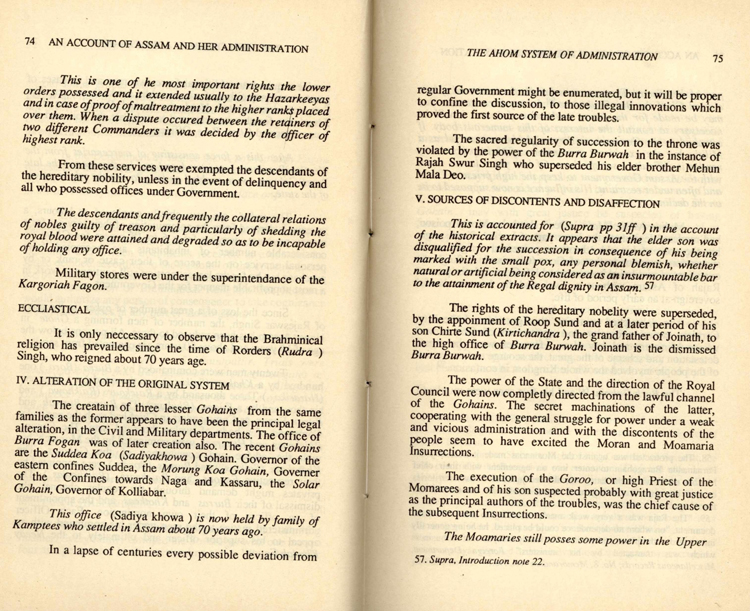 74 AN ACCOUNT OF ASSAM AND HER ADMINISTRATION
This is one of he most important rights the lower
orders possessed and it extended usually to the Hazarkeeyas
and in case of proof of maltreatment to the higher ranks placed
over them. When a dispute occured between the retainers of
two different Commanders it was decided by the officer of
highest rank.
From these services were exempted the descendants of
the hereditary nobility, unless in the event of delinquency and
all who possessed offices under Government.
The descendants and frequently the collateral relations
of nobles guilty of treason and particularly of shedding the
royal blood were attained and degraded so as to be incapable
of holding any office.
Military stores were under the superintendance of the
Kargoriah Fagon.
ECCLIASTICAL
It is only neccessary to observe that the Brahminical
religion has prevailed since the time of Rorders (Rudra )
Singh, who reigned about 70 years ago.
IV. ALTERATION OF THE ORIGINAL SYSTEM
The creatain of three lesser Gohains from the same
families as the former appears to have been the principal legal
alteration, in the Civil and Military departments. The office of
Burra Fogan was of later creation also. The recent Gohains
are the Suddea Koa (Sadiyakhowa ) Gohain. Governor of the
eastern confines Suddea, the Morung Koa Gohain, Governer
of the Confines towards Naga and Kassaru, the Solar
Gohain, Governor of Kolliabar.
This office (Sadiya khowa ) is now held by family of
Kamptees who settled in Assam about 70 years ago.
In a lapse of centuries every possible deviation from
THE AHOM SYSTEM OF ADMINISTRATION 75
regular Government might be enumerated, but it will be proper
to confine the discussion, to those illegal innovations which
proved the first source of the late troubles.
The sacred regularity of succession to the throne was
violated by the power of the Burra Burwah in the instance of
Rajah Swur Singh who superseded his elder brother Mehun
Mala Deo.
V. SOURCES OF DISCONTENTS AND DISAFFECTION
This is accounted for (Supra pp 31ff ) in the account
of the historical extracts. It appears that the elder son was
disqualified for the succession in consequence of his being
marked with the small pox, any personal blemish, whether
natural or artificial being considered as an insurmountable bar
to the attainment of the Regal dignity in Assam. 57
The rights of the hereditary nobelity were superseded,
by the appointment of Roop Sund and at a later period of his
son Chirte Sund (Kirtichandra ), the grand father of Joinath, to
the high office of Burra Burwah. Joinath is the dismissed
Burra Burwah.
The power of the State and the direction of the Royal
Council were now completly directed from the lawful channel
of the Gohains. The secret machinations of the latter,
cooperating with the general struggle for power under a weak
and vicious administration and with the discontents of the
people seem to have excited the Moran and Moamaria
Insurrections.
The execution of the Goroo, or high Priest of the
Momarees and of his son suspected probably with great justice
as the principal authors of the troubles, was the chief cause of
the subsequent Insurrections.
The Moamaries still posses some power in the Upper
57. Supra, Introduction note 22.